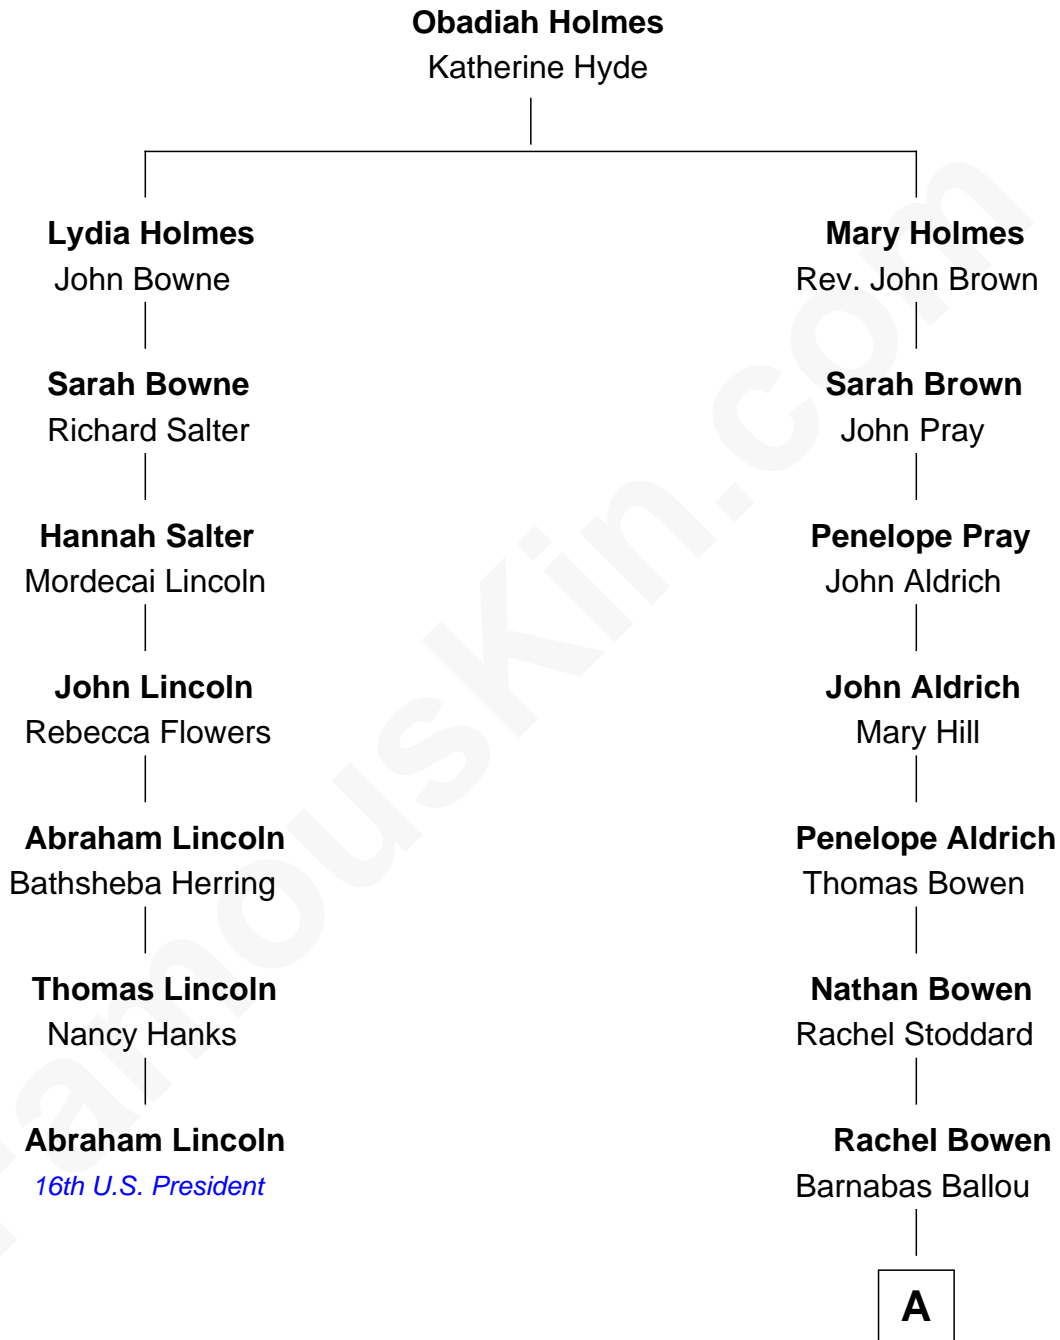 Obadiah Holmes
Katherine Hyde
Lydia Holmes
John Bowne
Mary Holmes
Rev. John Brown
Sarah Bowne
Richard Salter
Sarah Brown
John Pray
Hannah Salter
Mordecai Lincoln
Penelope Pray
John Aldrich
John Lincoln
Rebecca Flowers
John Aldrich
Mary Hill
Abraham Lincoln
Bathsheba Herring
Penelope Aldrich
Thomas Bowen
Thomas Lincoln
Nancy Hanks
Nathan Bowen
Rachel Stoddard
Abraham Lincoln
16th U.S. President
Rachel Bowen
Barnabas Ballou
A
FamousKin.com